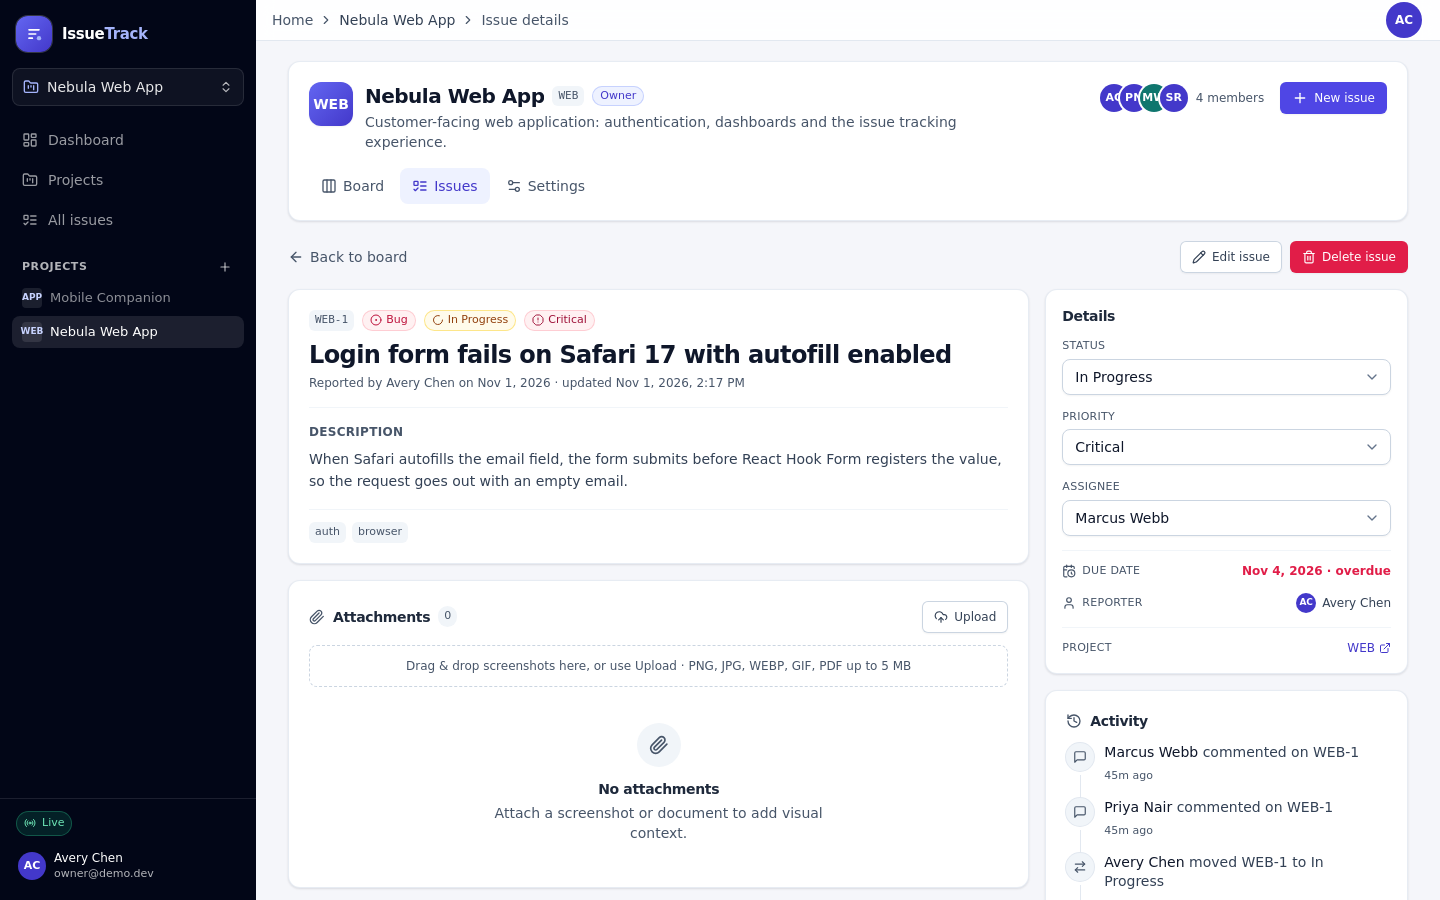 IssueTrack
Nebula Web App
Dashboard
Projects
All issues
PROJECTS
APP Mobile Companion
WEB Nebula Web App
Live
AC Avery Chen
owner@demo.dev
Home > Nebula Web App > Issue details
AC
WEB Nebula Web App WEB Owner
Customer-facing web application: authentication, dashboards and the issue tracking
experience.
SR 4 members
New issue
Board Issues Settings
Back to board
Edit issue Delete issue
WEB-1 Bug In Progress Critical
Login form fails on Safari 17 with autofill enabled
Reported by Avery Chen on Nov 1, 2026 · updated Nov 1, 2026, 2:17 PM
DESCRIPTION
When Safari autofills the email field, the form submits before React Hook Form registers the value,
so the request goes out with an empty email.
auth browser
Attachments 0 Upload
Drag & drop screenshots here, or use Upload · PNG, JPG, WEBP, GIF, PDF up to 5 MB
No attachments
Attach a screenshot or document to add visual
context.
Details
STATUS
In Progress
PRIORITY
Critical
ASSIGNEE
Marcus Webb
DUE DATE Nov 4, 2026 · overdue
REPORTER AC Avery Chen
PROJECT WEB
Activity
Marcus Webb commented on WEB-1
45m ago
Priya Nair commented on WEB-1
45m ago
Avery Chen moved WEB-1 to In
Progress